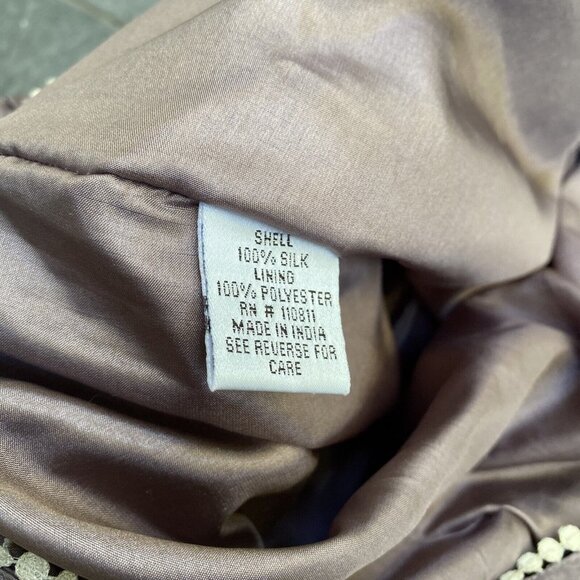 SHELL
100% SILK
LINING
100% POLYESTER
RN # 110811
MADE IN INDIA
SEE REVERSE FOR
CARE